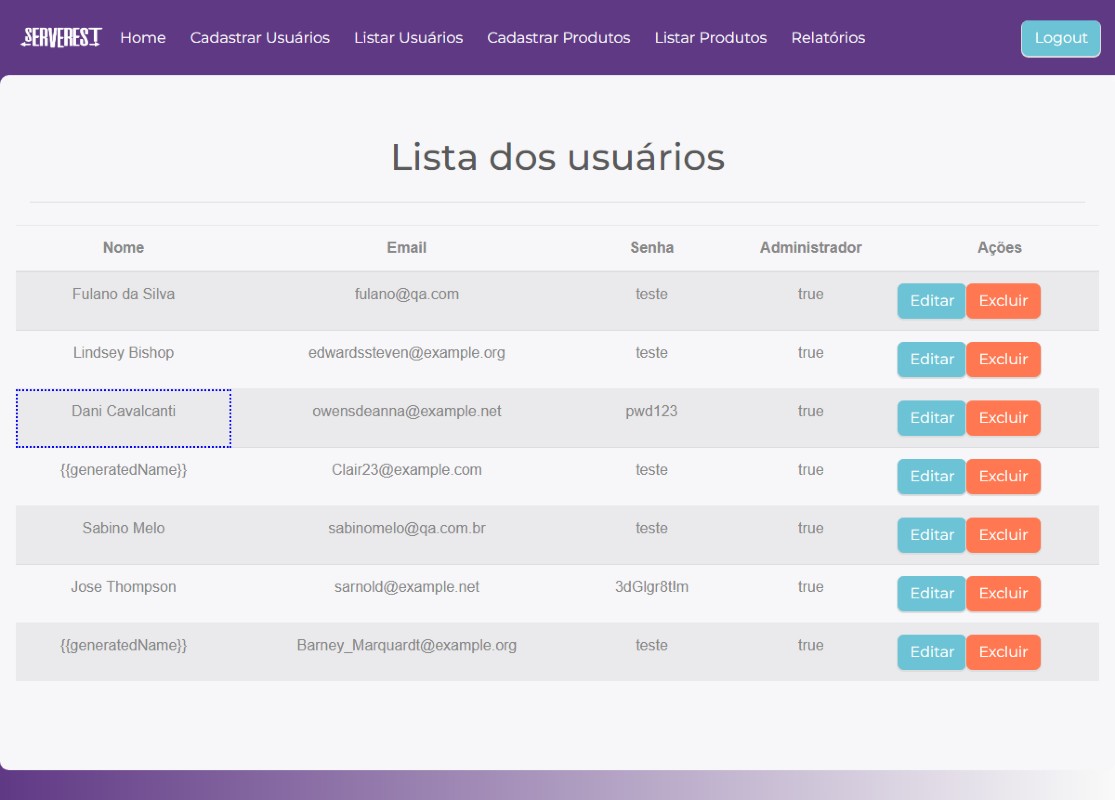 SERVEREST Home Cadastrar Usuários Listar Usuários Cadastrar Produtos Listar Produtos Relatórios Logout
Lista dos usuários
Nome Email Senha Administrador Ações
Fulano da Silva fulano@qa.com teste true Editar Excluir
Lindsey Bishop edwardssteven@example.org teste true Editar Excluir
Dani Cavalcanti owensdeanna@example.net pwd123 true Editar Excluir
{{generatedName}} Clair23@example.com teste true Editar Excluir
Sabino Melo sabinomelo@qa.com.br teste true Editar Excluir
Jose Thompson sarnold@example.net 3dGlgr8t!m true Editar Excluir
{{generatedName}} Barney_Marquardt@example.org teste true Editar Excluir